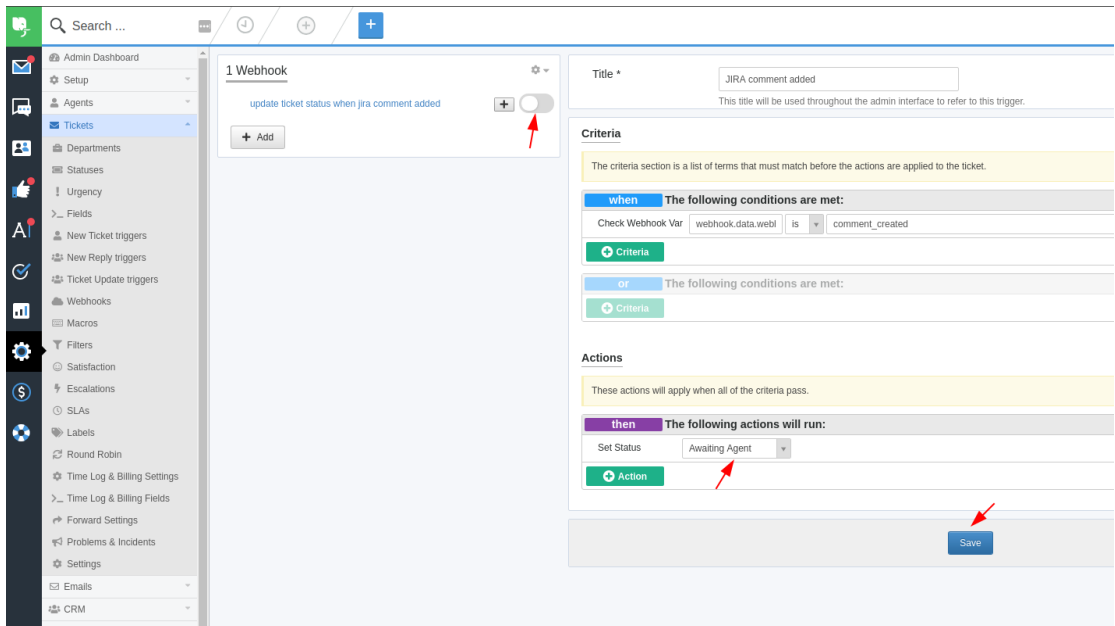 Search ...
Admin Dashboard
Setup
Agents
Tickets
Departments
Statuses
Urgency
Fields
New Ticket triggers
New Reply triggers
Ticket Update triggers
Webhooks
Macros
Filters
Satisfaction
Escalations
SLAs
Labels
Round Robin
Time Log & Billing Settings
Time Log & Billing Fields
Forward Settings
Problems & Incidents
Settings
Emails
CRM
1 Webhook
update ticket status when jira comment added
Add
Title *
JIRA comment added
This title will be used throughout the admin interface to refer to this trigger.
Criteria
The criteria section is a list of terms that must match before the actions are applied to the ticket.
when The following conditions are met:
Check Webhook Var webhook.data.webl is comment_created
Criteria
or The following conditions are met:
Criteria
Actions
These actions will apply when all of the criteria pass.
then The following actions will run:
Set Status Awaiting Agent
Action
Save